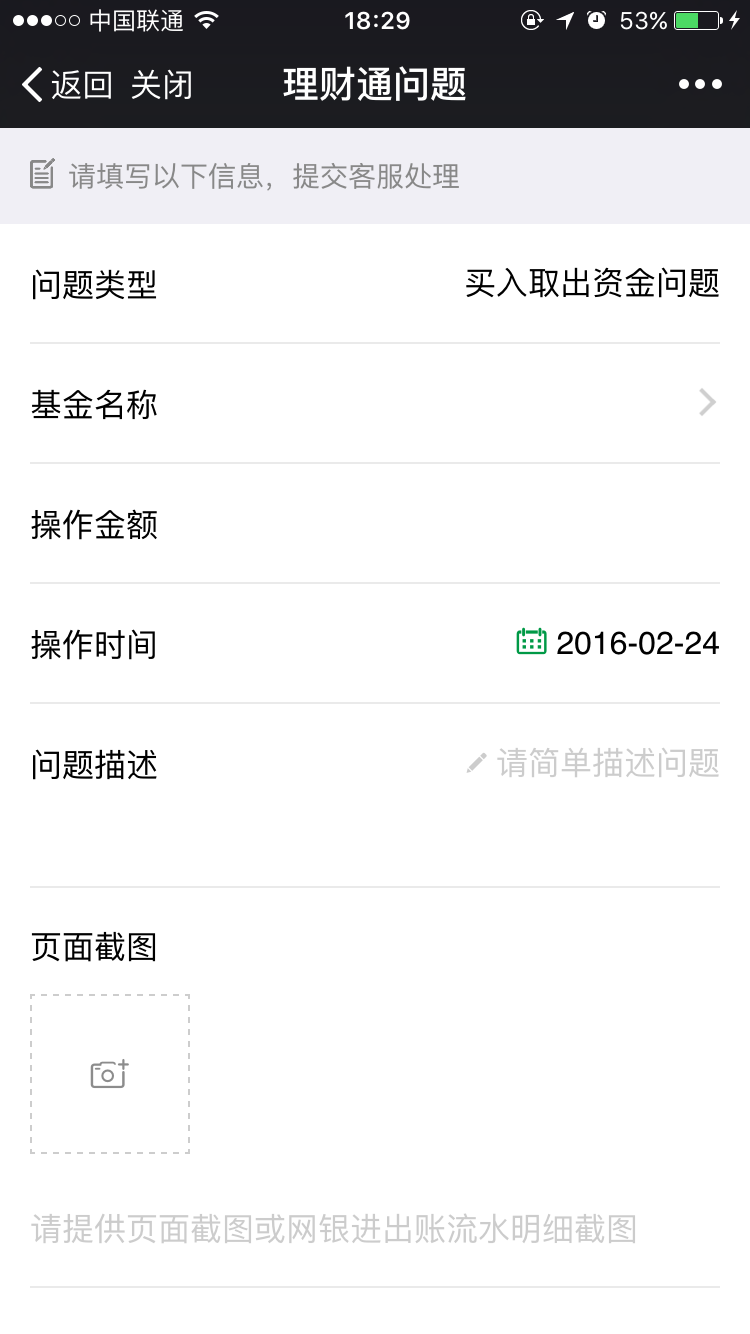 中国联通 18:29 53%
返回 关闭 理财通问题
请填写以下信息，提交客服处理
问题类型 买入取出资金问题
基金名称
操作金额
操作时间 2016-02-24
问题描述 请简单描述问题
页面截图
请提供页面截图或网银进出账流水明细截图